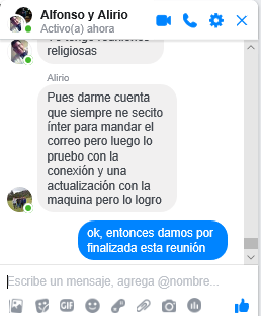 Alfonso y Alirio
Activo(a) ahora
religiosas
Alirio
Pues darme cuenta
que siempre ne secito
ínter para mandar el
correo pero luego lo
pruebo con la
conexión y una
actualización con la
maquina pero lo logro
ok, entonces damos por
finalizada esta reunión
Escribe un mensaje, agrega @nombre...
GIF